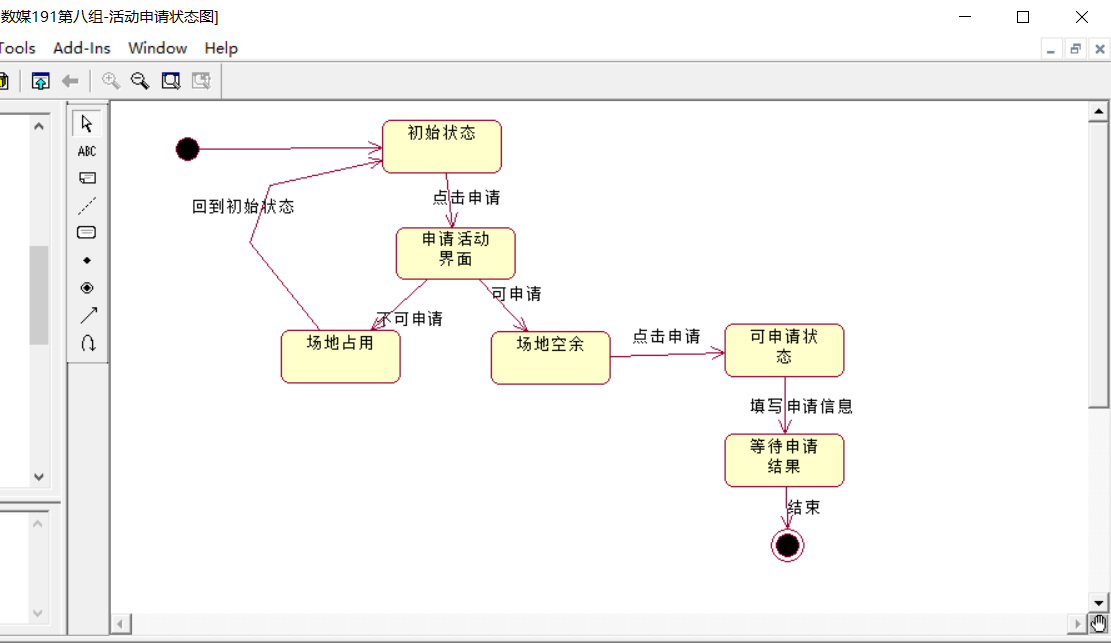 数媒191第八组-活动申请状态图]
Tools Add-Ins Window Help
ABC
初始状态
点击申请
回到初始状态
申请活动
界面
可申请
不可申请
场地占用
场地空余
点击申请
可申请状
态
填写申请信息
等待申请
结果
结束